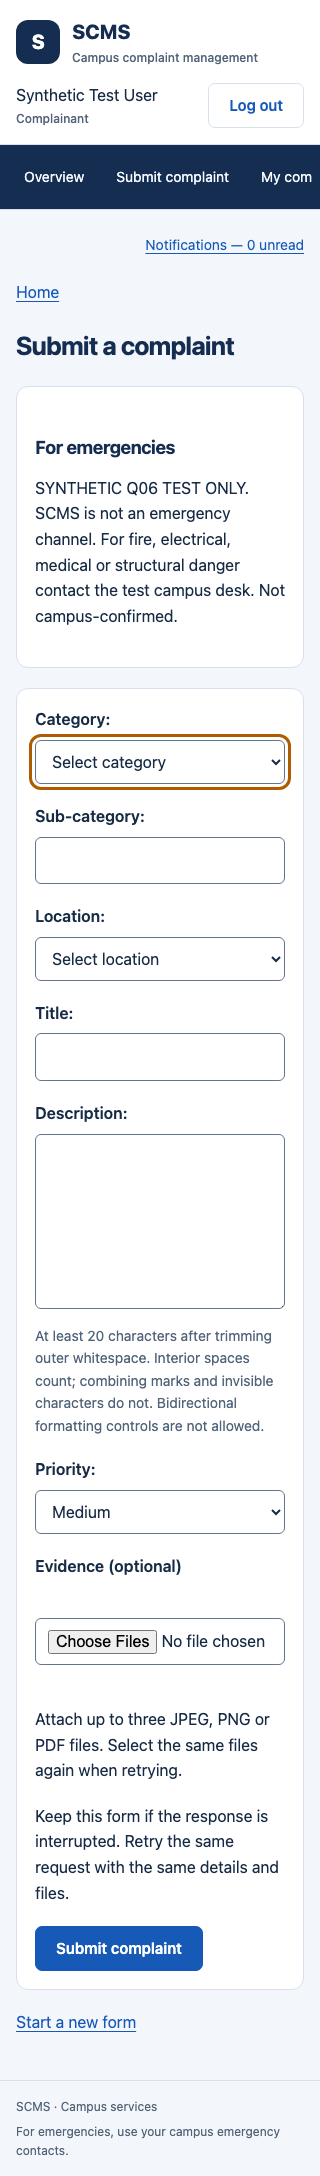 S
SCMS
Campus complaint management
Synthetic Test User
Complainant
Log out
Overview
Submit complaint
My com
Notifications — 0 unread
Home
Submit a complaint
For emergencies
SYNTHETIC Q06 TEST ONLY.
SCMS is not an emergency
channel. For fire, electrical,
medical or structural danger
contact the test campus desk. Not
campus-confirmed.
Category:
Select category
Sub-category:
Location:
Select location
Title:
Description:
At least 20 characters after trimming
outer whitespace. Interior spaces
count; combining marks and invisible
characters do not. Bidirectional
formatting controls are not allowed.
Priority:
Medium
Evidence (optional)
Choose Files No file chosen
Attach up to three JPEG, PNG or
PDF files. Select the same files
again when retrying.
Keep this form if the response is
interrupted. Retry the same
request with the same details and
files.
Submit complaint
Start a new form
SCMS · Campus services
For emergencies, use your campus emergency
contacts.